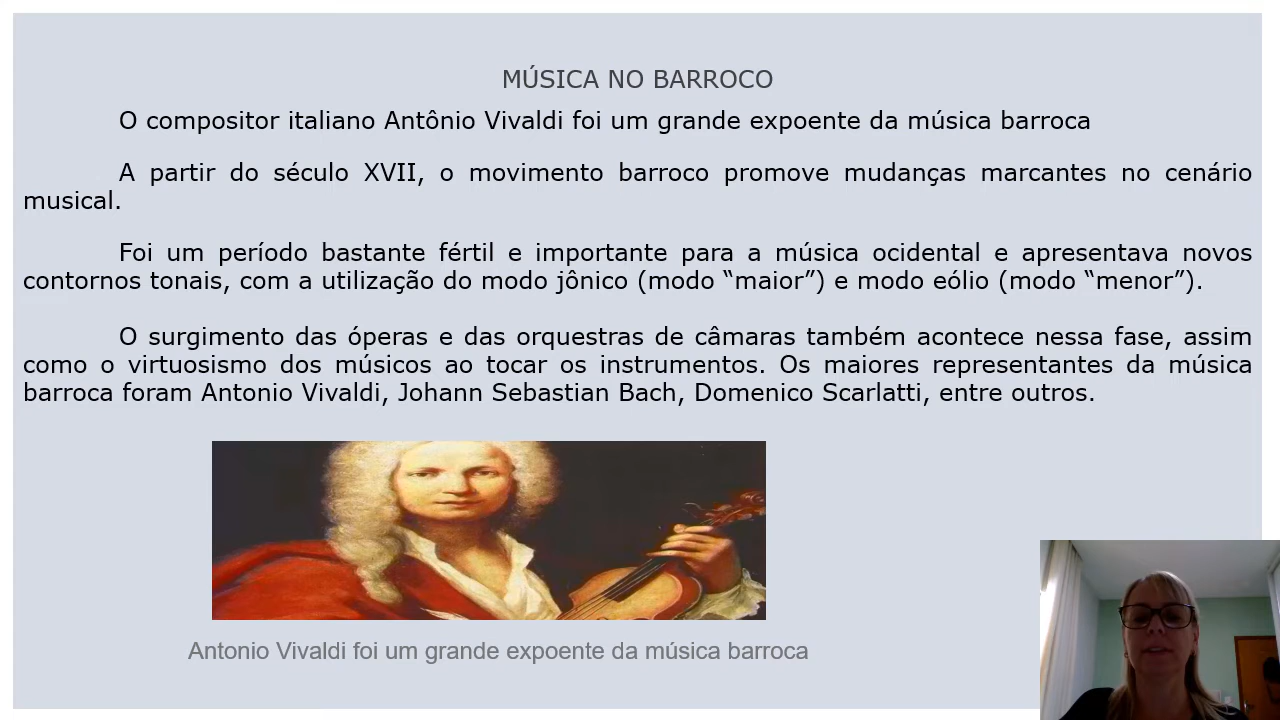 MÚSICA NO BARROCO
O compositor italiano Antônio Vivaldi foi um grande expoente da música barroca
A partir do século XVII, o movimento barroco promove mudanças marcantes no cenário
musical.
Foi um período bastante fértil e importante para a música ocidental e apresentava novos
contornos tonais, com a utilização do modo jônico (modo “maior”) e modo eólio (modo “menor”).
O surgimento das óperas e das orquestras de câmaras também acontece nessa fase, assim
como o virtuosismo dos músicos ao tocar os instrumentos. Os maiores representantes da música
barroca foram Antonio Vivaldi, Johann Sebastian Bach, Domenico Scarlatti, entre outros.
Antonio Vivaldi foi um grande expoente da música barroca